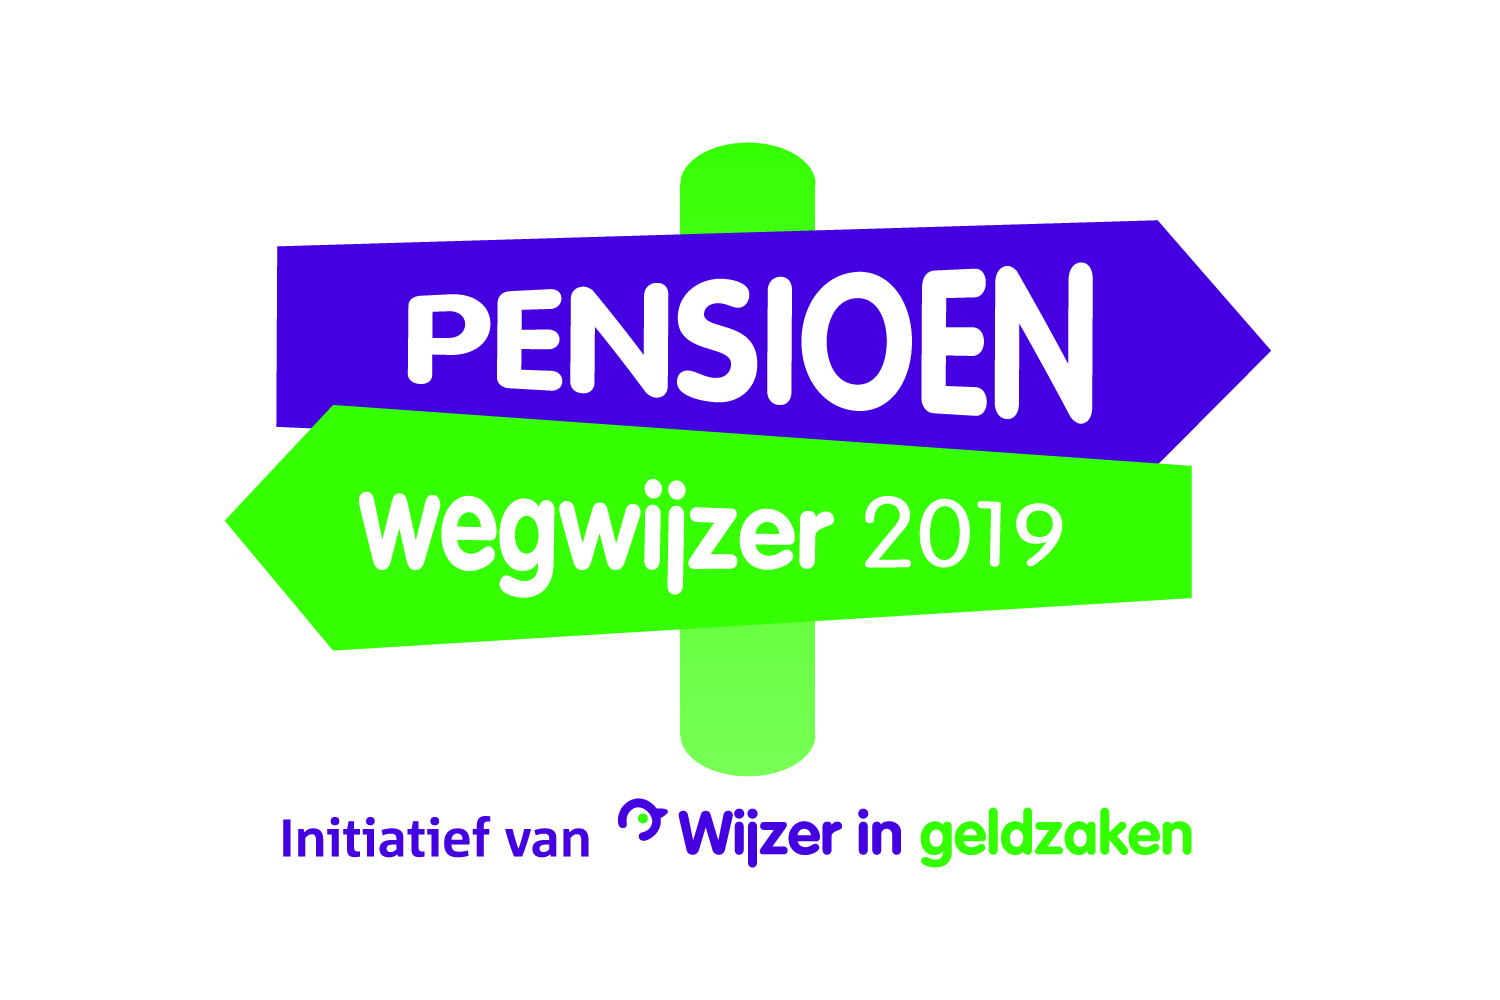 PENSIOEN
wegwijzer 2019
Initiatief van Wijzer in geldzaken